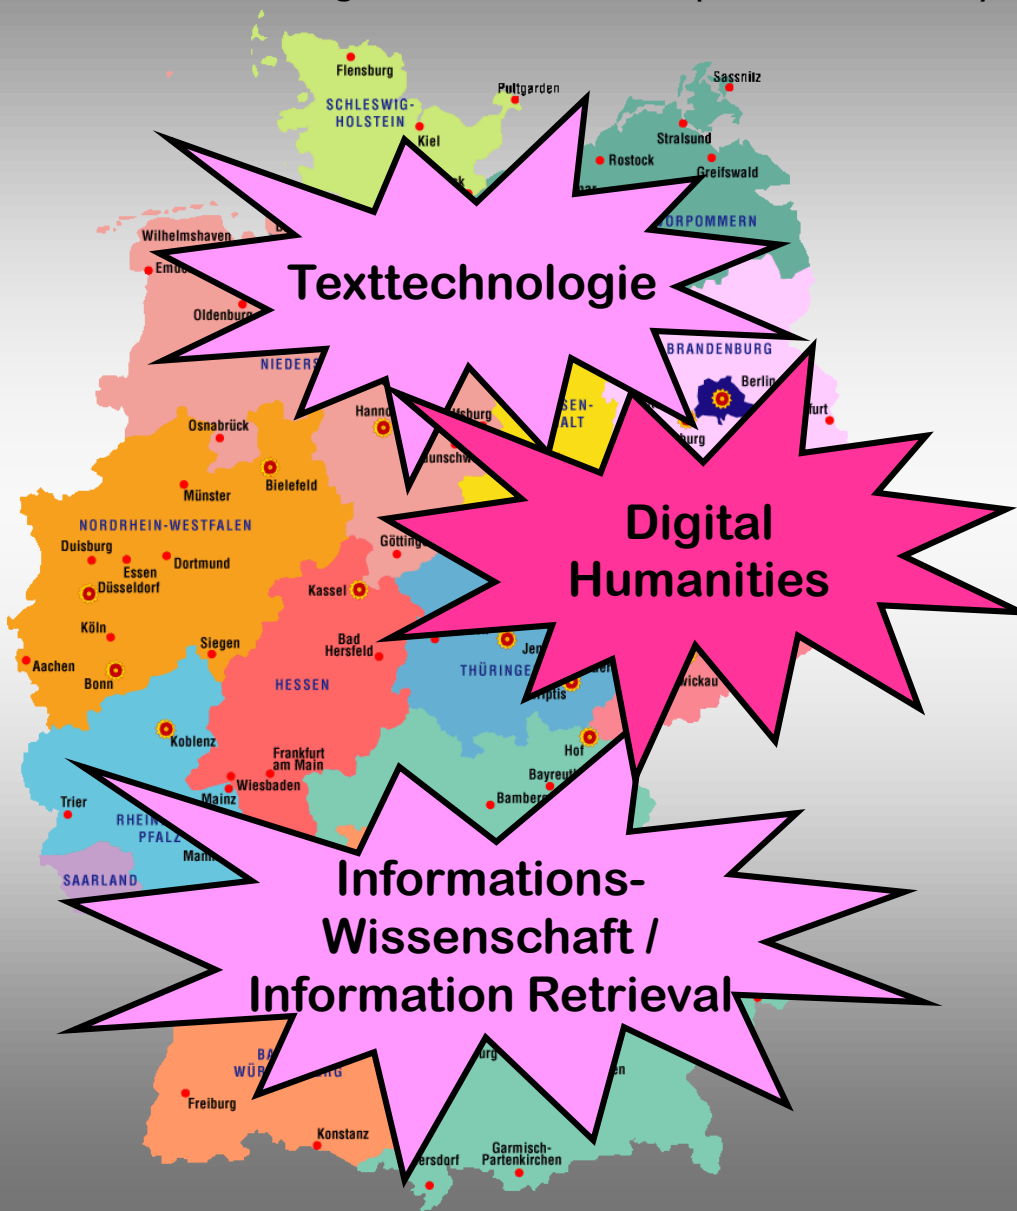 Flensburg
Sassnitz
Puttgarden
SCHLESWIG-
HOLSTEIN
Kiel
Stralsund
Rostock
Greifswald
Wilhelmshaven
Texttechnologie
Oldenburg
BRANDENBURG
Berlin
Osnabrück
Bielefeld
Münster
NORDRHEIN-WESTFALEN
Digital
Humanities
Duisburg
Essen
Dortmund
Düsseldorf
Kassel
Köln
Siegen
Bad
Hersfeld
Aachen
Bonn
HESSEN
Koblenz
Hof
Frankfurt
am Main
Wiesbaden
Mainz
Trier
SAARLAND
Informations-
Wissenschaft /
Information Retrieval
Freiburg
Konstanz
Garmisch-
Partenkirchen